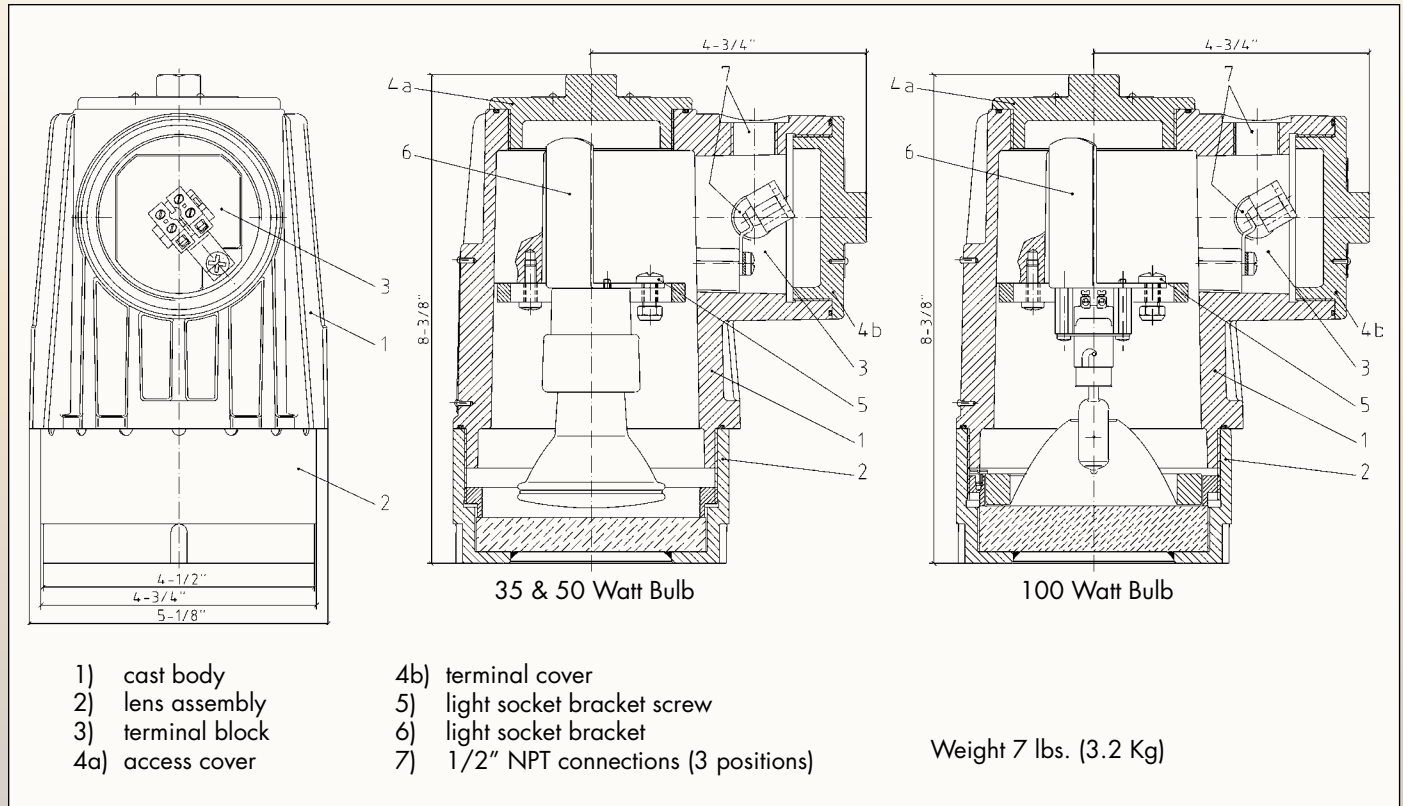 4-3/4"
4-3/4"
7
7
4a
4a
6
6
8-3/8"
8-3/8"
3
1
2
4b
3
5
1
2
4b
3
5
1
2
4-1/2"
4-3/4"
5-1/8"
35 & 50 Watt Bulb
100 Watt Bulb
1) cast body
2) lens assembly
3) terminal block
4a) access cover
4b) terminal cover
5) light socket bracket screw
6) light socket bracket
7) 1/2" NPT connections (3 positions)
Weight 7 lbs. (3.2 Kg)